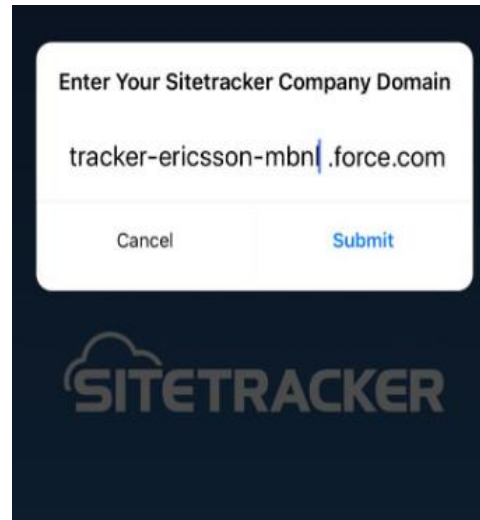 Enter Your Sitetracker Company Domain
tracker-ericsson-mbnl .force.com
Cancel Submit
SITETRACKER